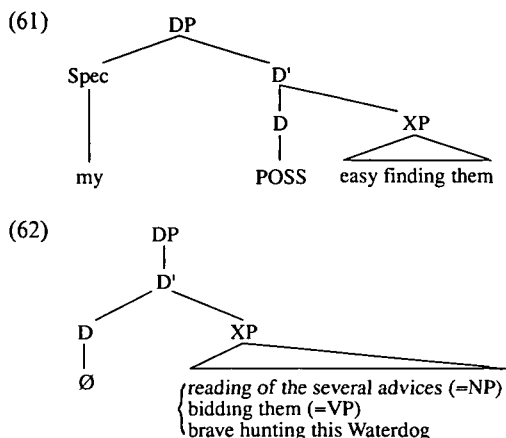 (61)
DP
Spec D'
D XP
my POSS easy finding them
(62)
DP
D'
D XP
Ø
reading of the several advices (=NP)
bidding them (=VP)
brave hunting this Waterdog